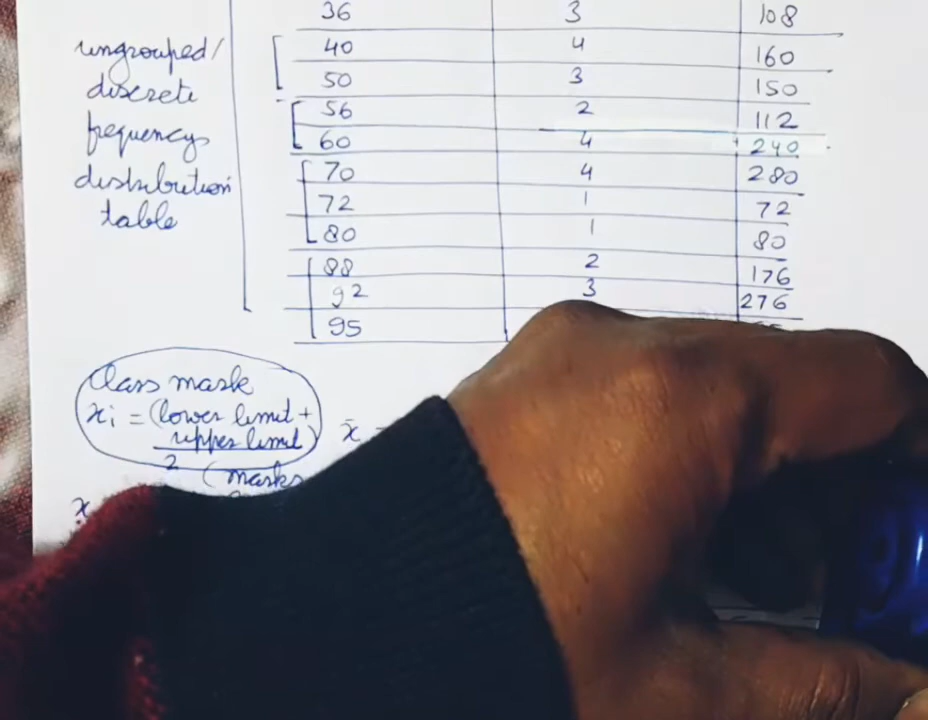 36 3 108
40 4 160
50 3 150
56 2 112
60 4 240
70 4 280
72 1 72
80 1 80
88 2 176
92 3 276
95
ungrouped/
discrete
frequency
distribution
table
Class mark
xi = (lower limit +
upper limit)
2
(marks
x̄
x